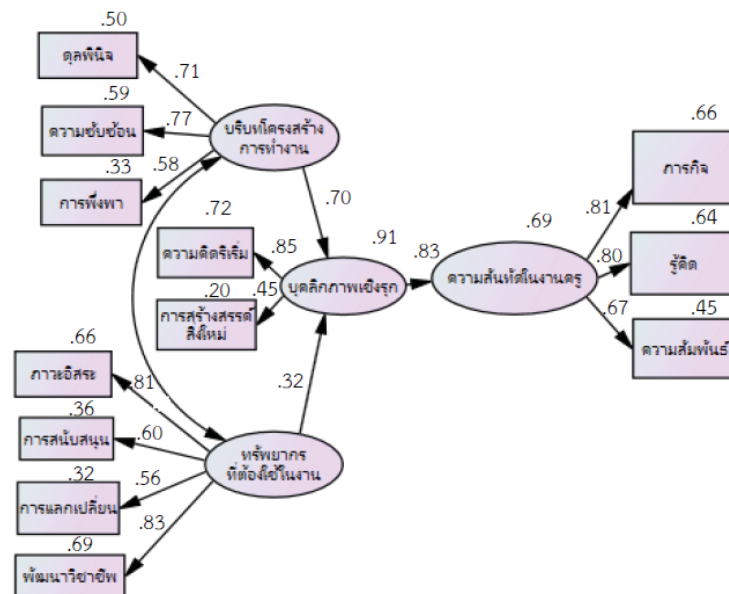 .50
ดุลพินิจ
.71
.59
ความซับซ้อน
.77
.33
การพึ่งพา
.58
บริบทโครงสร้าง
การทำงาน
.70
.72
ความคิดริเริ่ม
.85
.20
การสร้างสรรค์
สิ่งใหม่
.45
.91
บุคลิกภาพเชิงรุก
.83
.69
ความสันทัดในงานครู
.66
ภารกิจ
.81
.64
รู้คิด
.80
.45
ความสัมพันธ์
.67
.32
.66
ภาวะอิสระ
.81
.36
การสนับสนุน
.60
.32
การแลกเปลี่ยน
.56
.69
พัฒนาวิชาชีพ
.83
ทรัพยากร
ที่ต้องใช้ในงาน